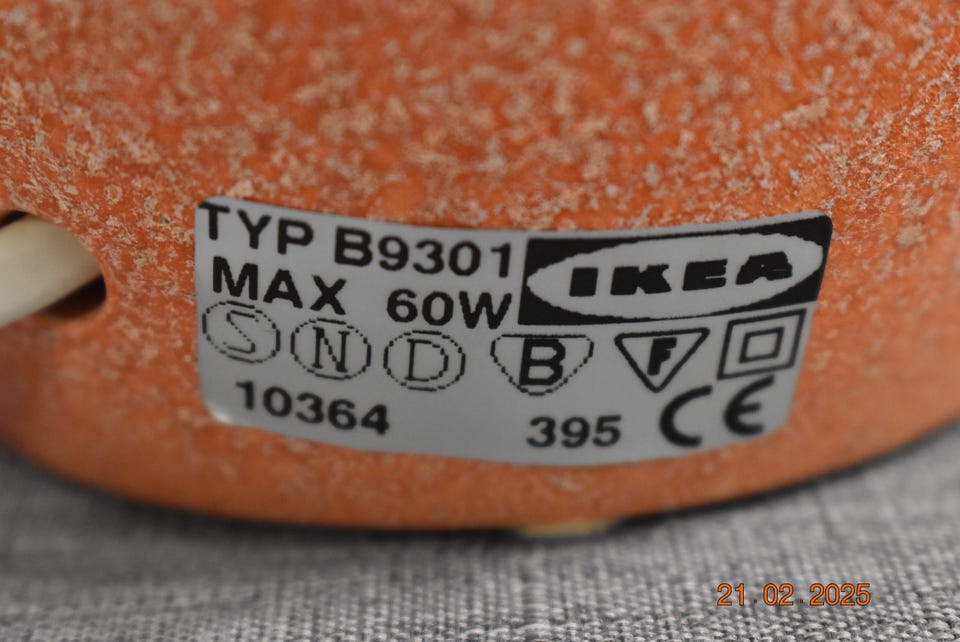 TYP B9301
IKEA
MAX 60W
S N D B F
10364 395 CE
21.02.2025